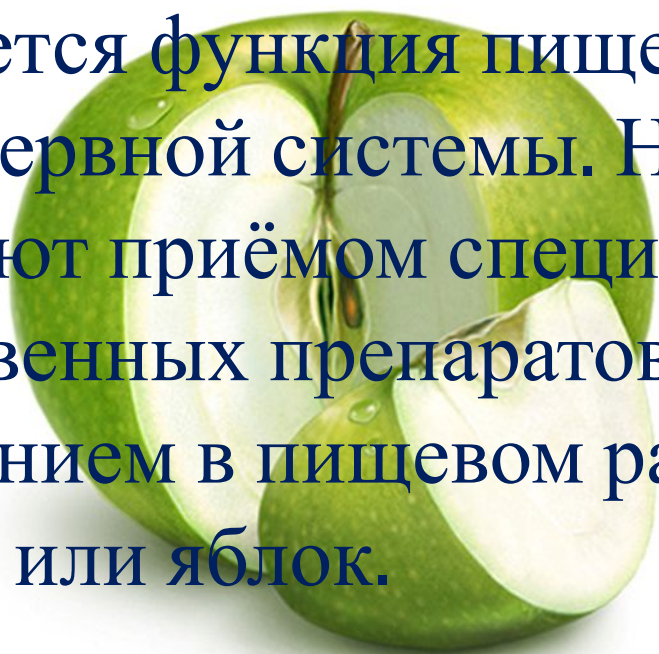 ется функция пище
ервной системы. Н
ют приёмом специ
венных препаратов
нием в пищевом ра
или яблок.